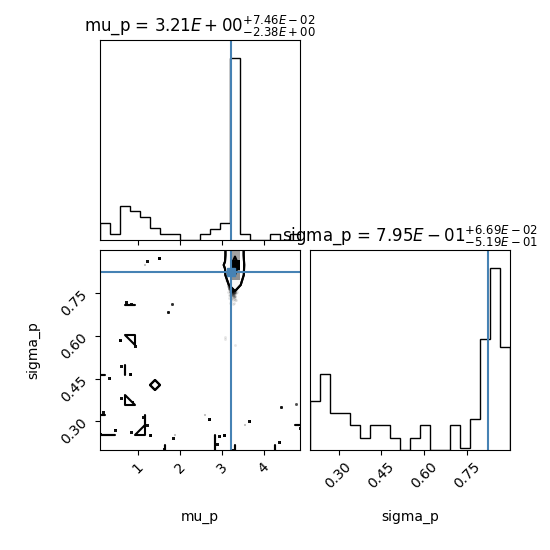 mu_p = 3.21E + 00 +7.46E − 02 −2.38E + 00
sigma_p = 7.95E − 01 +6.69E − 02 −5.19E − 01
0.75
0.60
0.45
0.30
sigma_p
1 2 3 4
0.30 0.45 0.60 0.75
mu_p
sigma_p